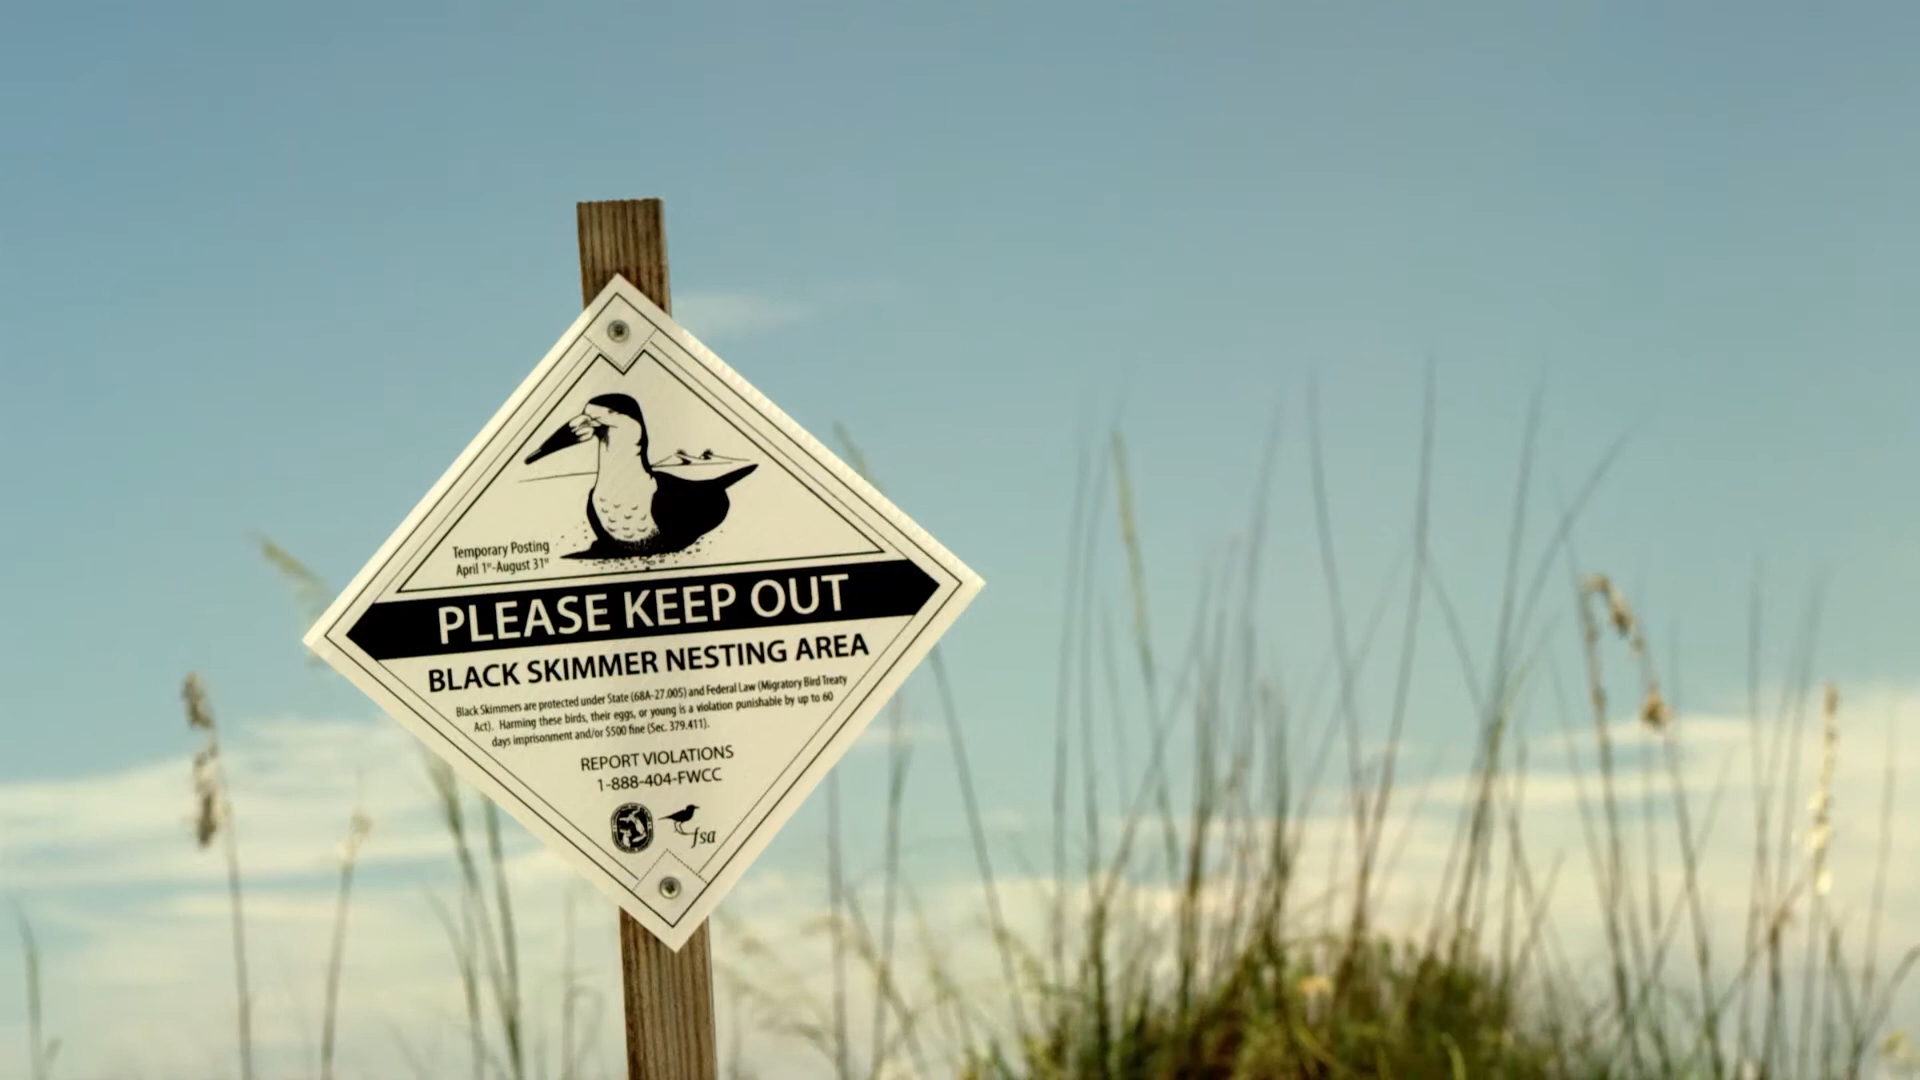 Temporary Posting
April 1st-August 31st
PLEASE KEEP OUT
BLACK SKIMMER NESTING AREA
Black Skimmers are protected under State (68A-27.005) and Federal Law (Migratory Bird Treaty
Act). Harming these birds, their eggs, or young is a violation punishable by up to 60
days imprisonment and/or $500 fine (Sec. 379.411).
REPORT VIOLATIONS
1-888-404-FWCC
fsa